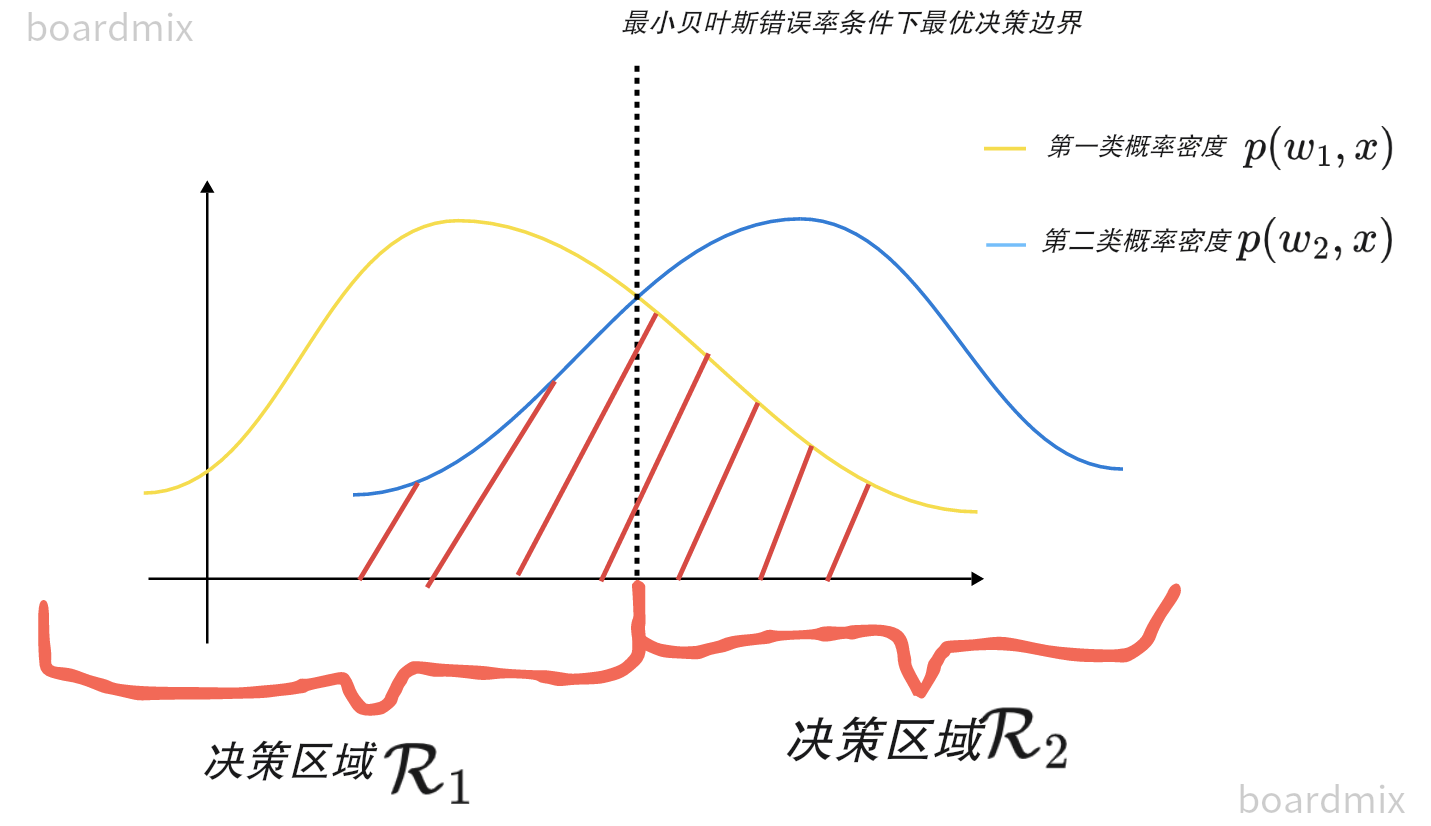 boardmix
最小贝叶斯错误率条件下最优决策边界
第一类概率密度 p(w₁, x)
第二类概率密度 p(w₂, x)
决策区域 ℛ₁
决策区域 ℛ₂
boardmix